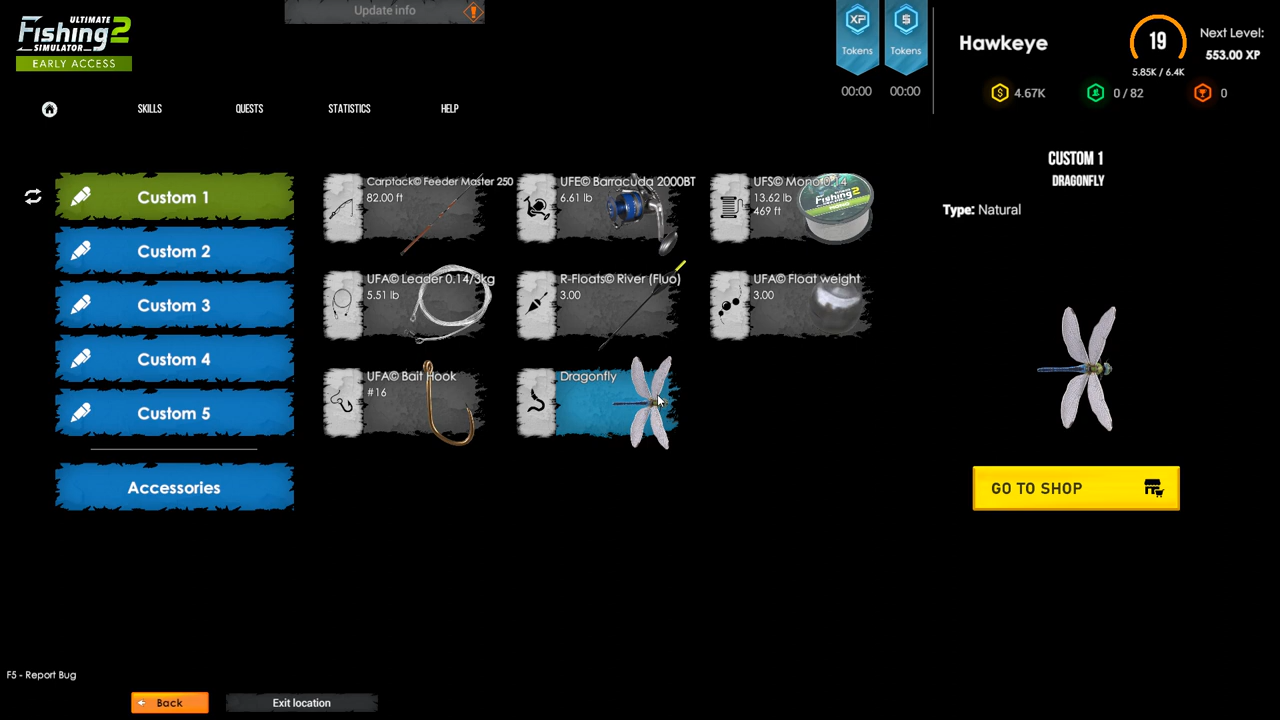 Update info
ULTIMATE
Fishing 2
SIMULATOR
EARLY ACCESS
XP
Tokens
00:00
$
Tokens
00:00
Hawkeye
19
5.85K / 6.4K
Next Level:
553.00 XP
4.67K
0 / 82
0
SKILLS
QUESTS
STATISTICS
HELP
Custom 1
Custom 2
Custom 3
Custom 4
Custom 5
Accessories
Carptack© Feeder Master 250
82.00 ft
UFE© Barracuda 2000BT
6.61 lb
UFS© Mono 0.14
13.62 lb
469 ft
Fishing 2
UFA© Leader 0.14/3kg
5.51 lb
R-Floats© River (Fluo)
3.00
UFA© Float weight
3.00
UFA© Bait Hook
#16
Dragonfly
CUSTOM 1
DRAGONFLY
Type: Natural
GO TO SHOP
F5 - Report Bug
Back
Exit location